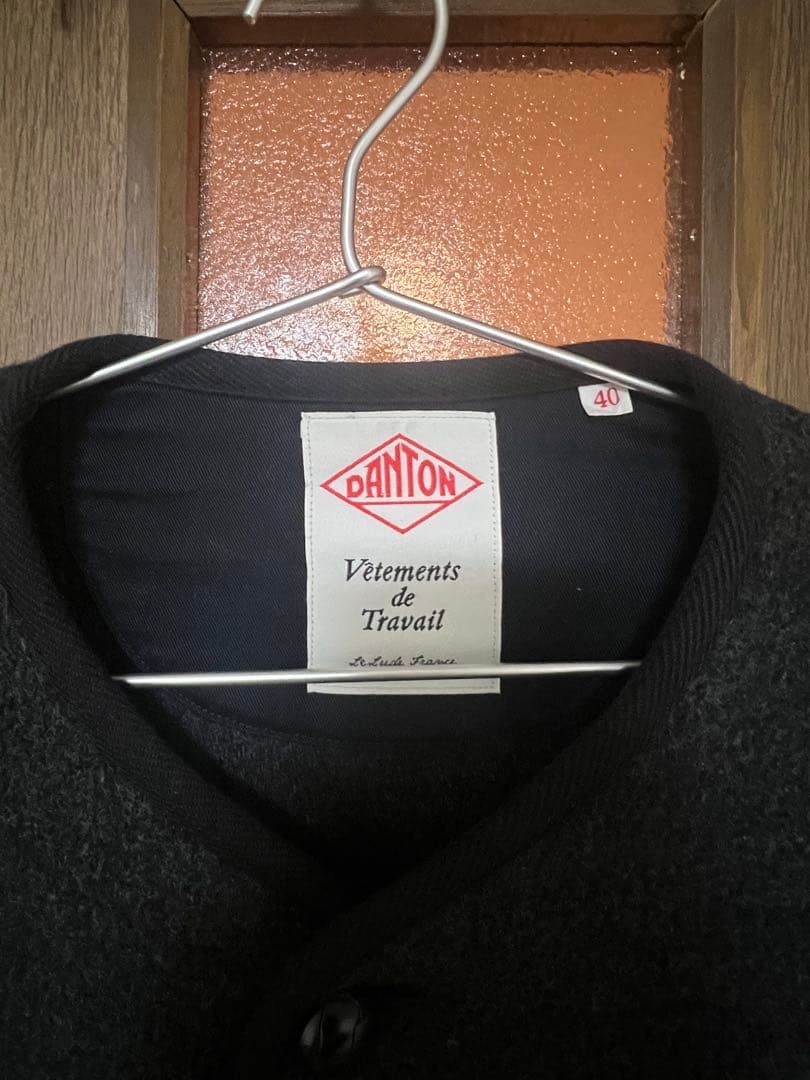 40
DANTON
Vêtements
de
Travail
Le Lude France